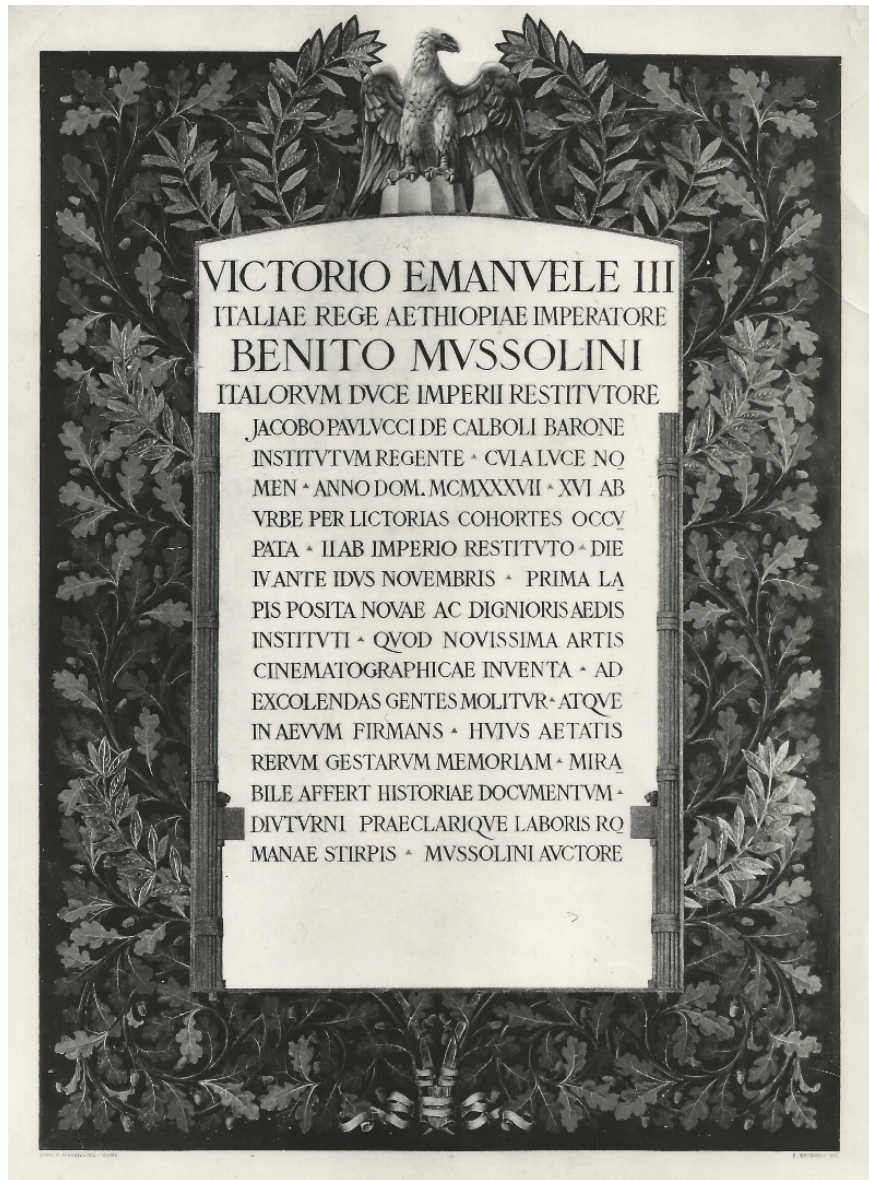 VICTORIO EMANVELE III
ITALIAE REGE AETHIOPIAE IMPERATORE
BENITO MVSSOLINI
ITALORVM DVCE IMPERII RESTITVTORE
JACOBO PAVLVCCI DE CALBOLI BARONE
INSTITVTVM REGENTE ▴ CVI A LVCE NO
MEN ▴ ANNO DOM. MCMXXXVII ▴ XVI AB
VRBE PER LICTORIAS COHORTES OCCV
PATA ▴ II AB IMPERIO RESTITVTO ▴ DIE
IV ANTE IDVS NOVEMBRIS ▴ PRIMA LA
PIS POSITA NOVAE AC DIGNIORIS AEDIS
INSTITVTI ▴ QVOD NOVISSIMA ARTIS
CINEMATOGRAPHICAE INVENTA ▴ AD
EXCOLENDAS GENTES MOLITVR ▴ ATQVE
IN AEVVM FIRMANS ▴ HVIVS AETATIS
RERVM GESTARVM MEMORIAM ▴ MIRA
BILE AFFERT HISTORIAE DOCVMENTVM ▴
DIVTVRNI PRAECLARIQVE LABORIS RO
MANAE STIRPIS ▴ MVSSOLINI AVCTORE